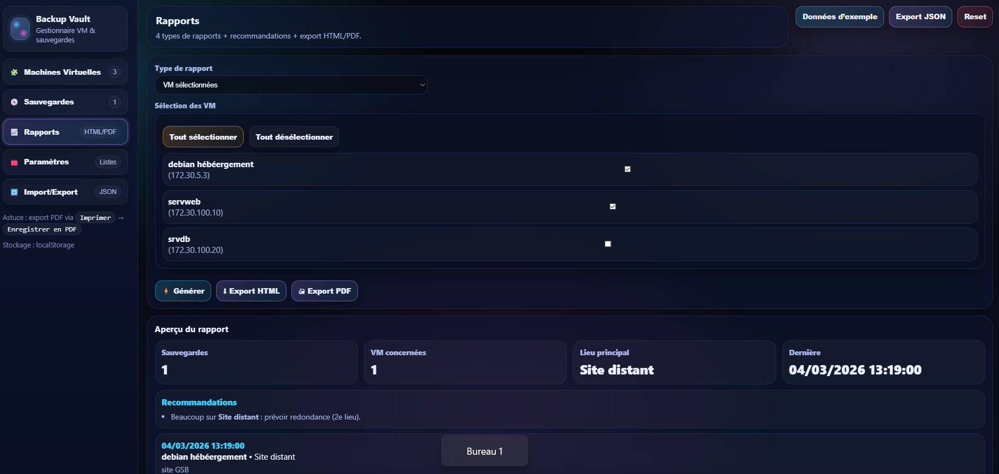 Backup Vault
Gestionnaire VM &
sauvegardes
Machines Virtuelles 3
Sauvegardes 1
Rapports HTML/PDF
Paramètres Listes
Import/Export JSON
Astuce : export PDF via Imprimer →
Enregistrer en PDF
Stockage : localStorage
Rapports
4 types de rapports + recommandations + export HTML/PDF.
Données d’exemple
Export JSON
Reset
Type de rapport
VM sélectionnées
Sélection des VM
Tout sélectionner
Tout désélectionner
debian hébéergement
(172.30.5.3)
servweb
(172.30.100.10)
srvdb
(172.30.100.20)
Générer
Export HTML
Export PDF
Aperçu du rapport
Sauvegardes
1
VM concernées
1
Lieu principal
Site distant
Dernière
04/03/2026 13:19:00
Recommandations
• Beaucoup sur Site distant : prévoir redondance (2e lieu).
04/03/2026 13:19:00
debian hébéergement • Site distant
site GSB
Bureau 1